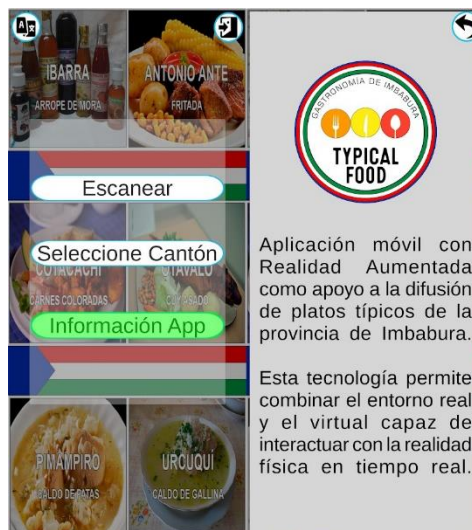 IBARRA
ARROPE DE MORA
ANTONIO ANTE
FRITADA
Escanear
Seleccione Cantón
COTACACHI
CARNES COLORADAS
OTAVALO
CUY ASADO
Información App
PIMAMPIRO
CALDO DE PATAS
URCUQUÍ
CALDO DE GALLINA
GASTRONOMÍA DE IMBABURA
TYPICAL
FOOD
Aplicación móvil con
Realidad Aumentada
como apoyo a la difusión
de platos típicos de la
provincia de Imbabura.
Esta tecnología permite
combinar el entorno real
y el virtual capaz de
interactuar con la realidad
física en tiempo real.